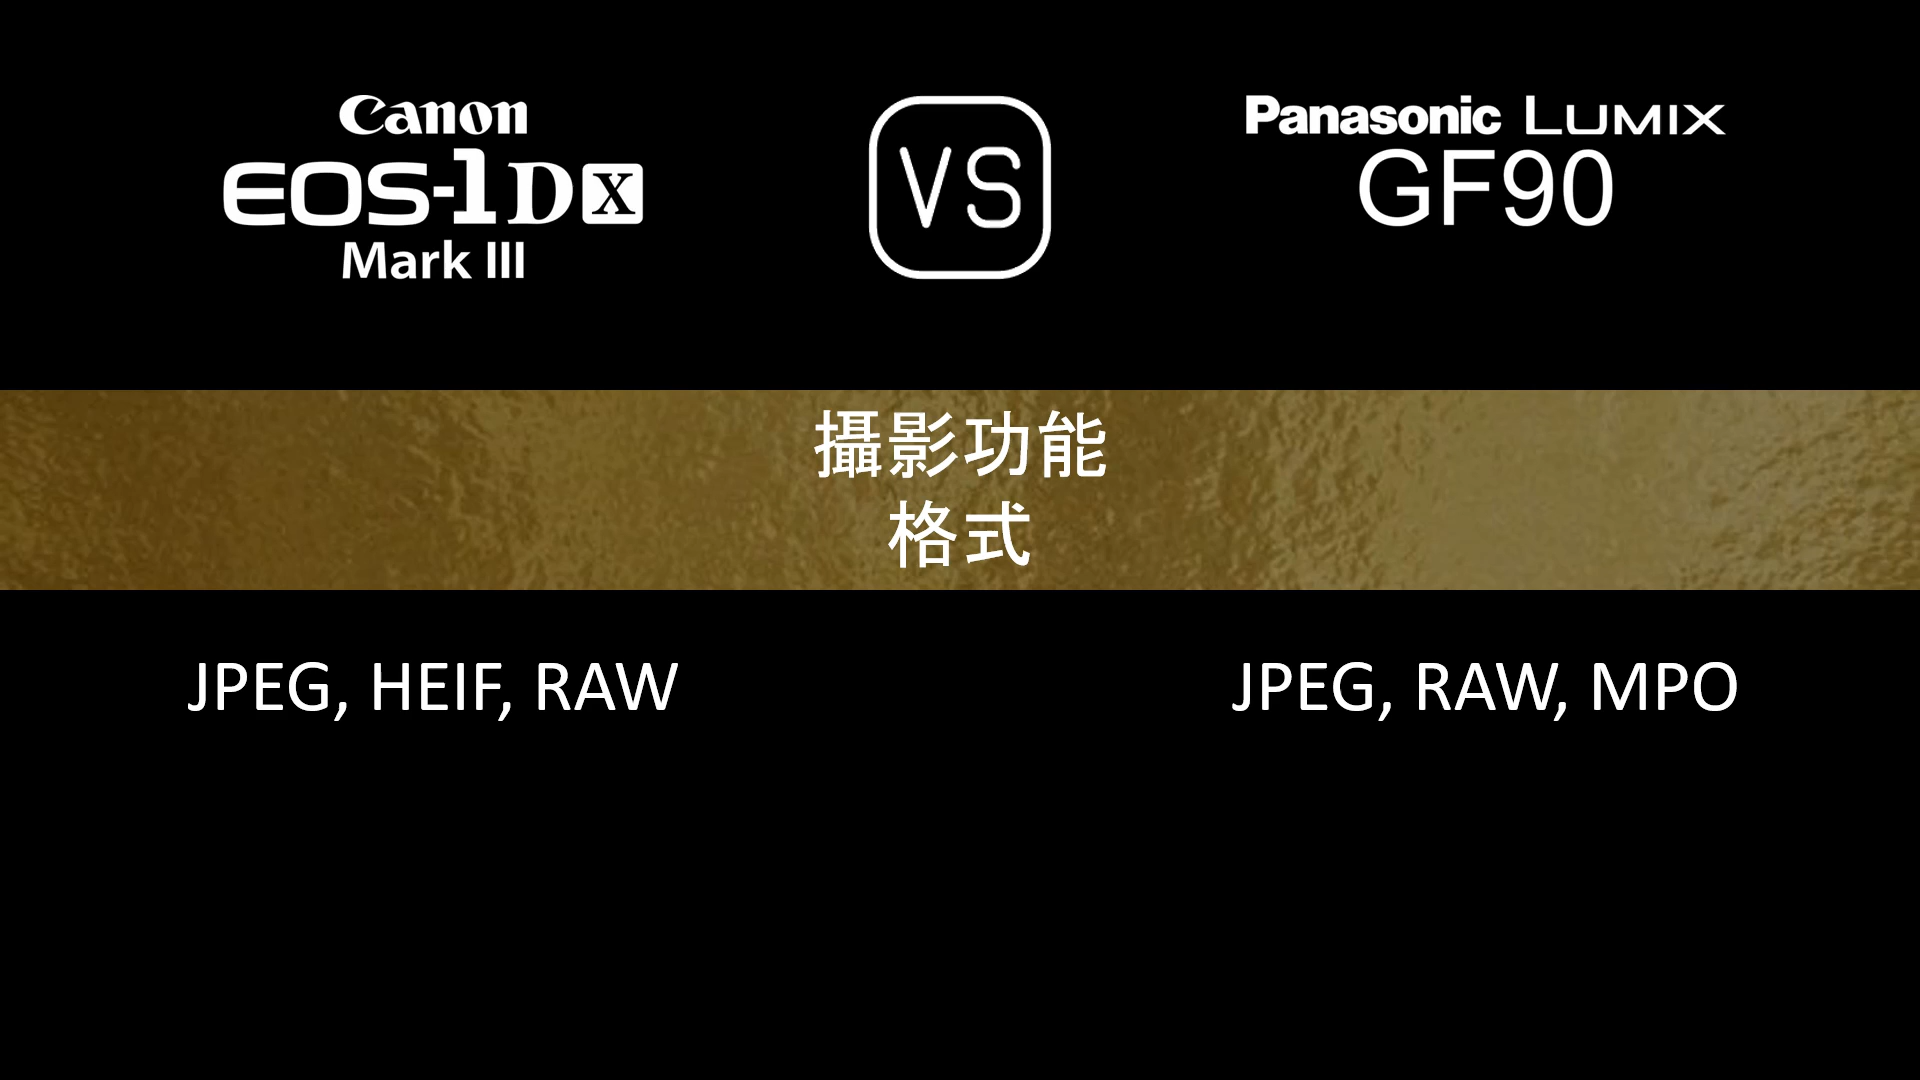 Canon
EOS-1DX
Mark III
VS
Panasonic LUMIX
GF90
攝影功能
格式
JPEG, HEIF, RAW
JPEG, RAW, MPO